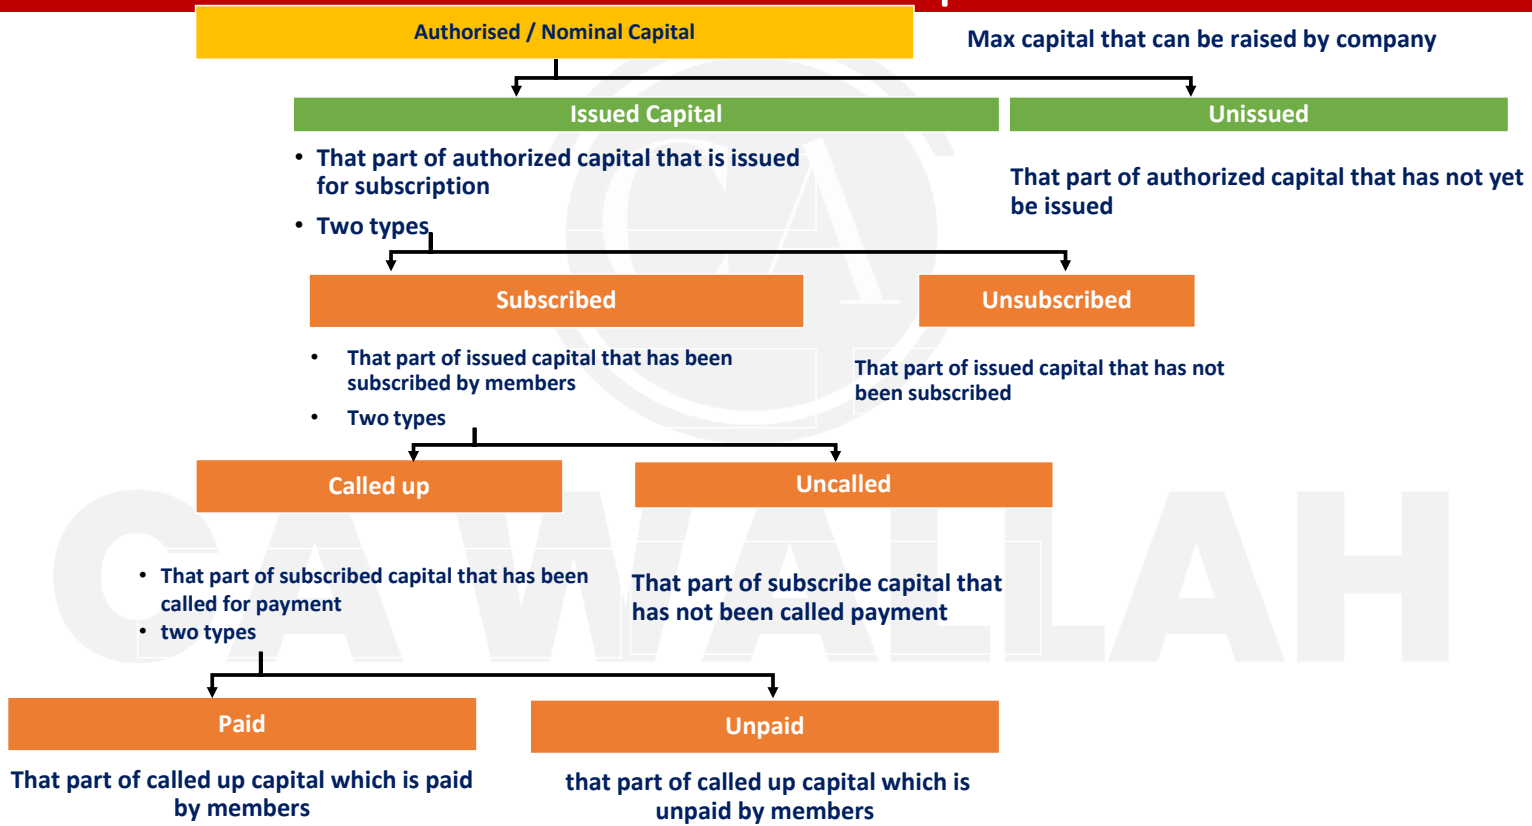 Authorised / Nominal Capital
Max capital that can be raised by company
Issued Capital
Unissued
• That part of authorized capital that is issued
for subscription
• Two types
That part of authorized capital that has not yet
be issued
Subscribed
Unsubscribed
• That part of issued capital that has been
subscribed by members
• Two types
That part of issued capital that has not
been subscribed
Called up
Uncalled
• That part of subscribed capital that has been
called for payment
• two types
That part of subscribe capital that
has not been called payment
Paid
Unpaid
That part of called up capital which is paid
by members
that part of called up capital which is
unpaid by members
CA
CA WALLAH